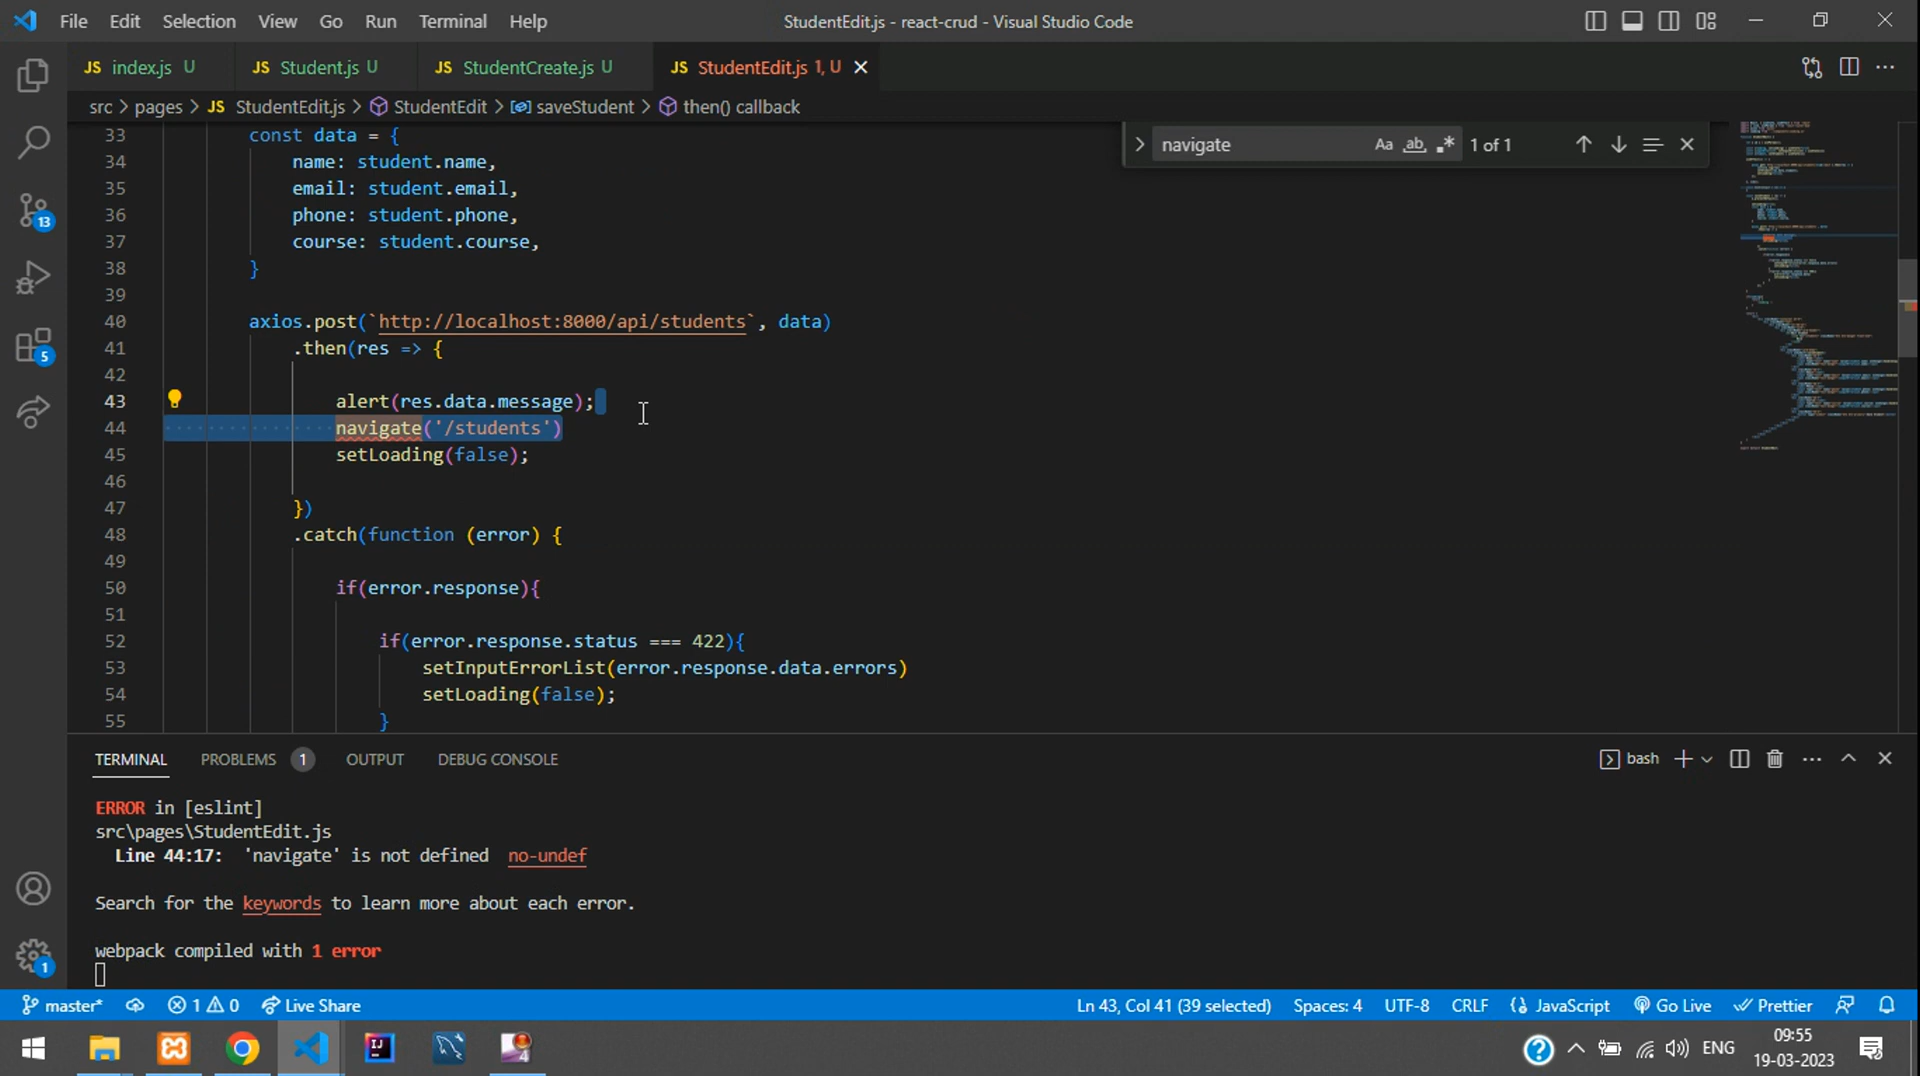 File Edit Selection View Go Run Terminal Help
StudentEdit.js - react-crud - Visual Studio Code
JS index.js U JS Student.js U JS StudentCreate.js U JS StudentEdit.js 1, U
src > pages > JS StudentEdit.js > StudentEdit > saveStudent > then() callback
navigate Aa ab 1 of 1
33 const data = {
34 name: student.name,
35 email: student.email,
36 phone: student.phone,
37 course: student.course,
38 }
39
40 axios.post(`http://localhost:8000/api/students`, data)
41 .then(res => {
42
43 alert(res.data.message);
44 navigate('/students')
45 setLoading(false);
46
47 })
48 .catch(function (error) {
49
50 if(error.response){
51
52 if(error.response.status === 422){
53 setInputErrorList(error.response.data.errors)
54 setLoading(false);
55 }
13
5
1
TERMINAL PROBLEMS 1 OUTPUT DEBUG CONSOLE
bash
ERROR in [eslint]
src\pages\StudentEdit.js
Line 44:17: 'navigate' is not defined no-undef
Search for the keywords to learn more about each error.
webpack compiled with 1 error
master* 1 0 Live Share
Ln 43, Col 41 (39 selected) Spaces: 4 UTF-8 CRLF JavaScript Go Live Prettier
ENG
09:55
19-03-2023